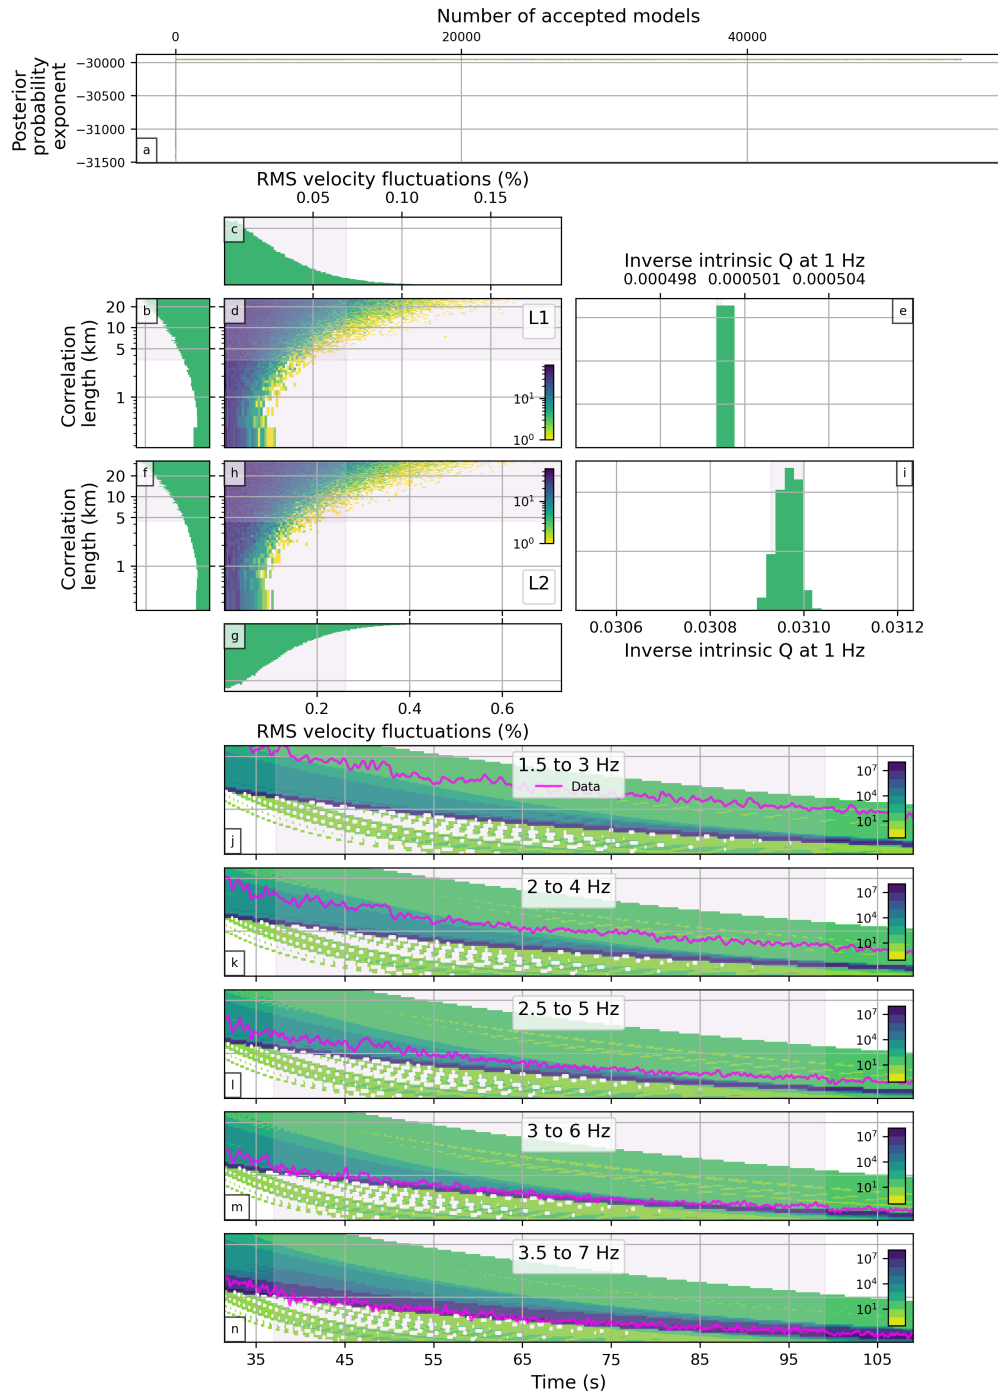 Number of accepted models
0 20000 40000
Posterior
probability
exponent
−30000
−30500
−31000
−31500
a
RMS velocity fluctuations (%)
0.05 0.10 0.15
c
Inverse intrinsic Q at 1 Hz
0.000498 0.000501 0.000504
Correlation
length (km)
20
10
5
1
b
d
L1
10¹
10⁰
e
Correlation
length (km)
20
10
5
1
f
h
L2
10¹
10⁰
i
0.0306 0.0308 0.0310 0.0312
Inverse intrinsic Q at 1 Hz
g
0.2 0.4 0.6
RMS velocity fluctuations (%)
1.5 to 3 Hz
Data
10⁷
10⁴
10¹
j
2 to 4 Hz
10⁷
10⁴
10¹
k
2.5 to 5 Hz
10⁷
10⁴
10¹
l
3 to 6 Hz
10⁷
10⁴
10¹
m
3.5 to 7 Hz
10⁷
10⁴
10¹
n
35 45 55 65 75 85 95 105
Time (s)